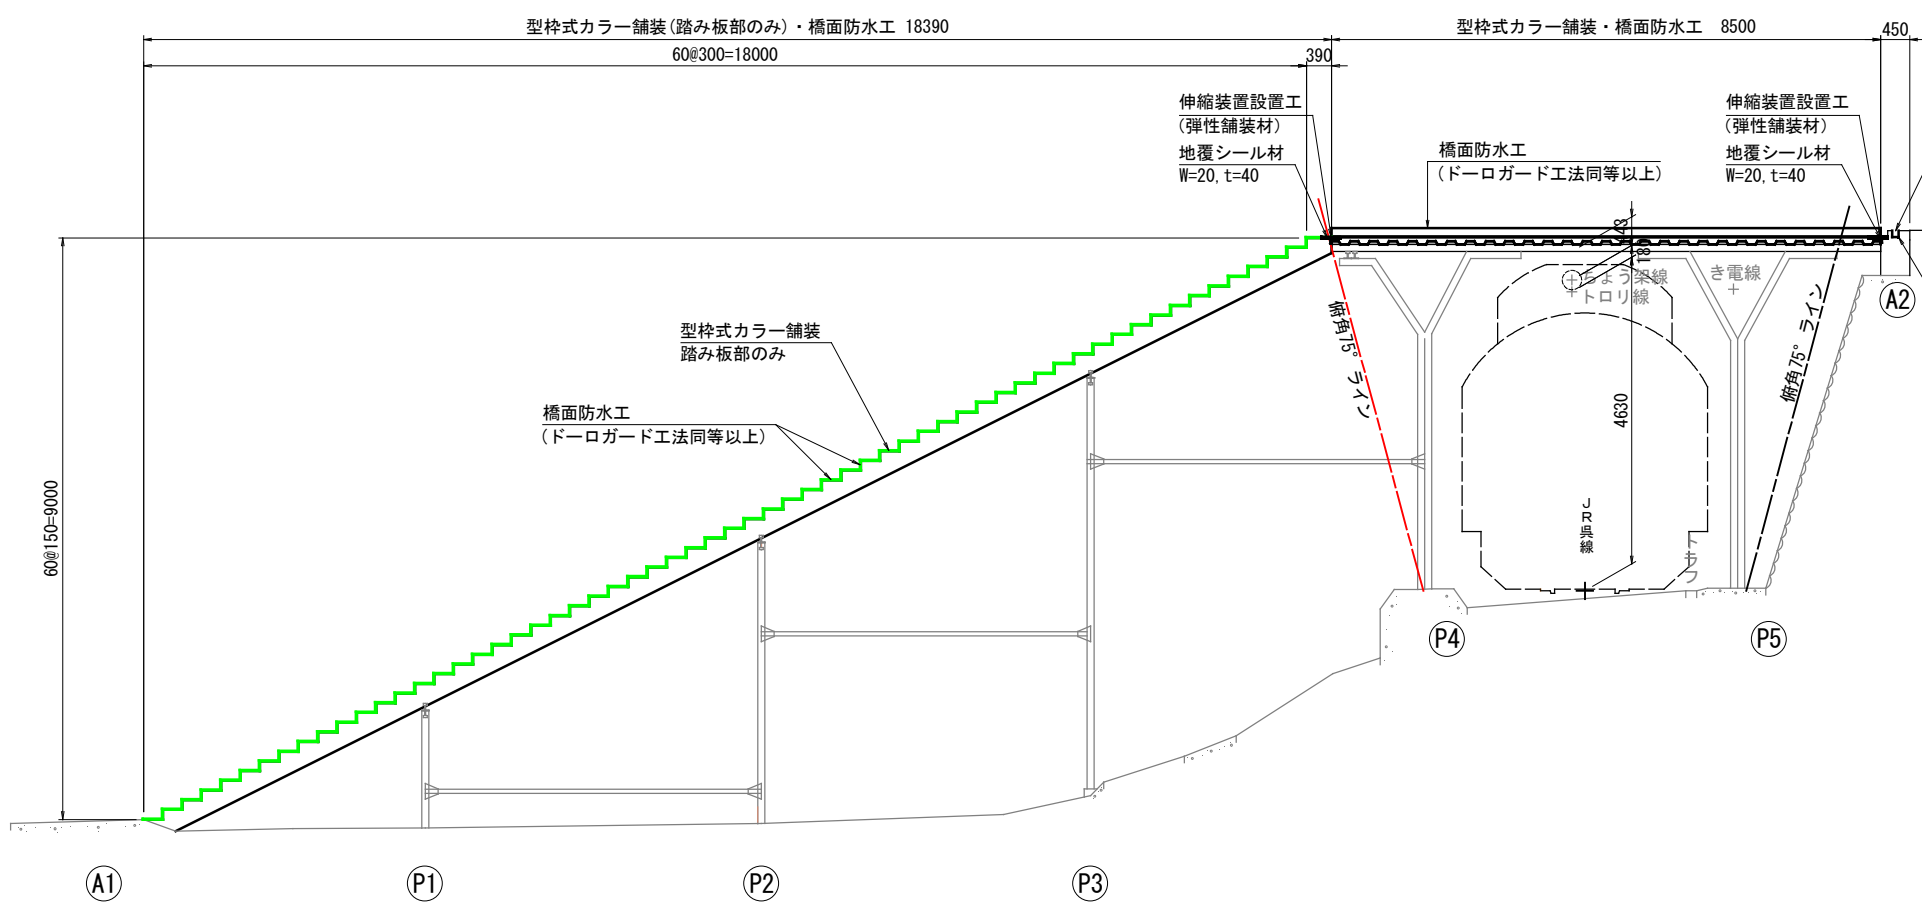 型枠式カラー舗装(踏み板部のみ)・橋面防水工 18390
型枠式カラー舗装・橋面防水工 8500
450
60@300=18000
390
伸縮装置設置工
(弾性舗装材)
地覆シール材
W=20,t=40
橋面防水工
(ドーロガード工法同等以上)
伸縮装置設置工
(弾性舗装材)
地覆シール材
W=20,t=40
180
ちょう架線
トロリ線
き電線
A2
型枠式カラー舗装
踏み板部のみ
俯角75°ライン
俯角75°ライン
4630
橋面防水工
(ドーロガード工法同等以上)
60@150=9000
JR呉線
トラフ
P4
P5
A1
P1
P2
P3